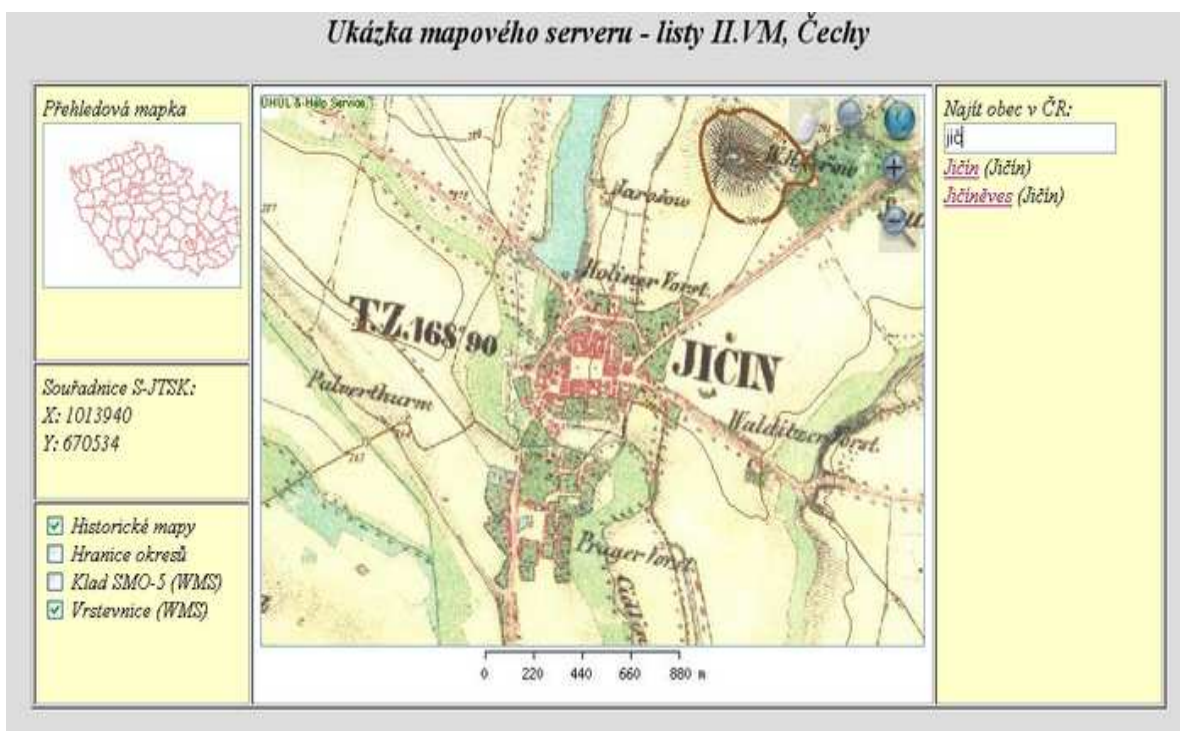 Ukázka mapového serveru - listy II.VM, Čechy
Přehledová mapka
Souřadnice S-JTSK:
X: 1013940
Y: 670534
Historické mapy
Hranice okresů
Klad SMO-5 (WMS)
Vrstevnice (WMS)
ÚHÚL & Help Service
Jarošow
Holiner Vorst.
T.Z.168°90
JIČIN
Pulverthurm
Walditzer Vorst.
Prager Vorst.
Cidlin
0 220 440 660 880 m
Najít obec v ČR:
jič
Jičín (Jičín)
Jičíněves (Jičín)